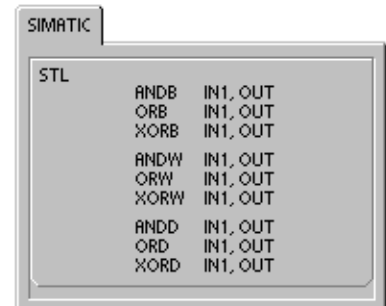 SIMATIC
STL
ANDB IN1, OUT
ORB IN1, OUT
XORB IN1, OUT
ANDW IN1, OUT
ORW IN1, OUT
XORW IN1, OUT
ANDD IN1, OUT
ORD IN1, OUT
XORD IN1, OUT